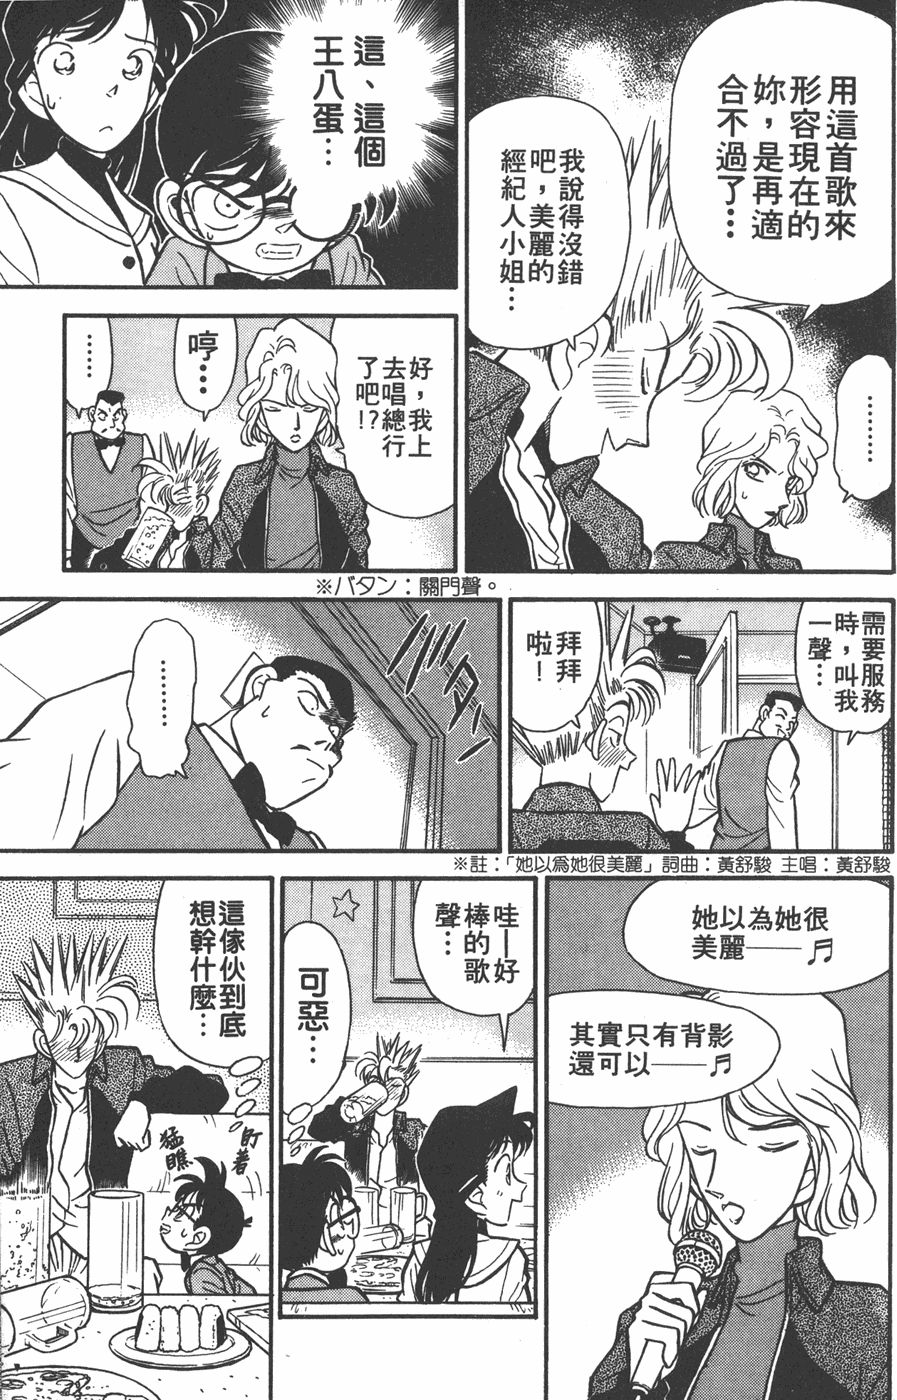 用這首歌來
形容現在的
妳，是再適
合不過了…
我說得沒錯
吧，美麗的
經紀人小姐…
………
這、這個
王八蛋…
好，我上
去唱總行
了吧!?
哼…
………
※バタン：關門聲。
需要服務
時，叫我
一聲…
拜拜
啦！
バタン
………
※註：「她以為她很美麗」詞曲：黃舒駿 主唱：黃舒駿
她以為她很
美麗——♫
其實只有背影
還可以——♫
哇—好
棒的歌
聲…
可惡…
這傢伙到底
想幹什麼…
盯著
猛瞧